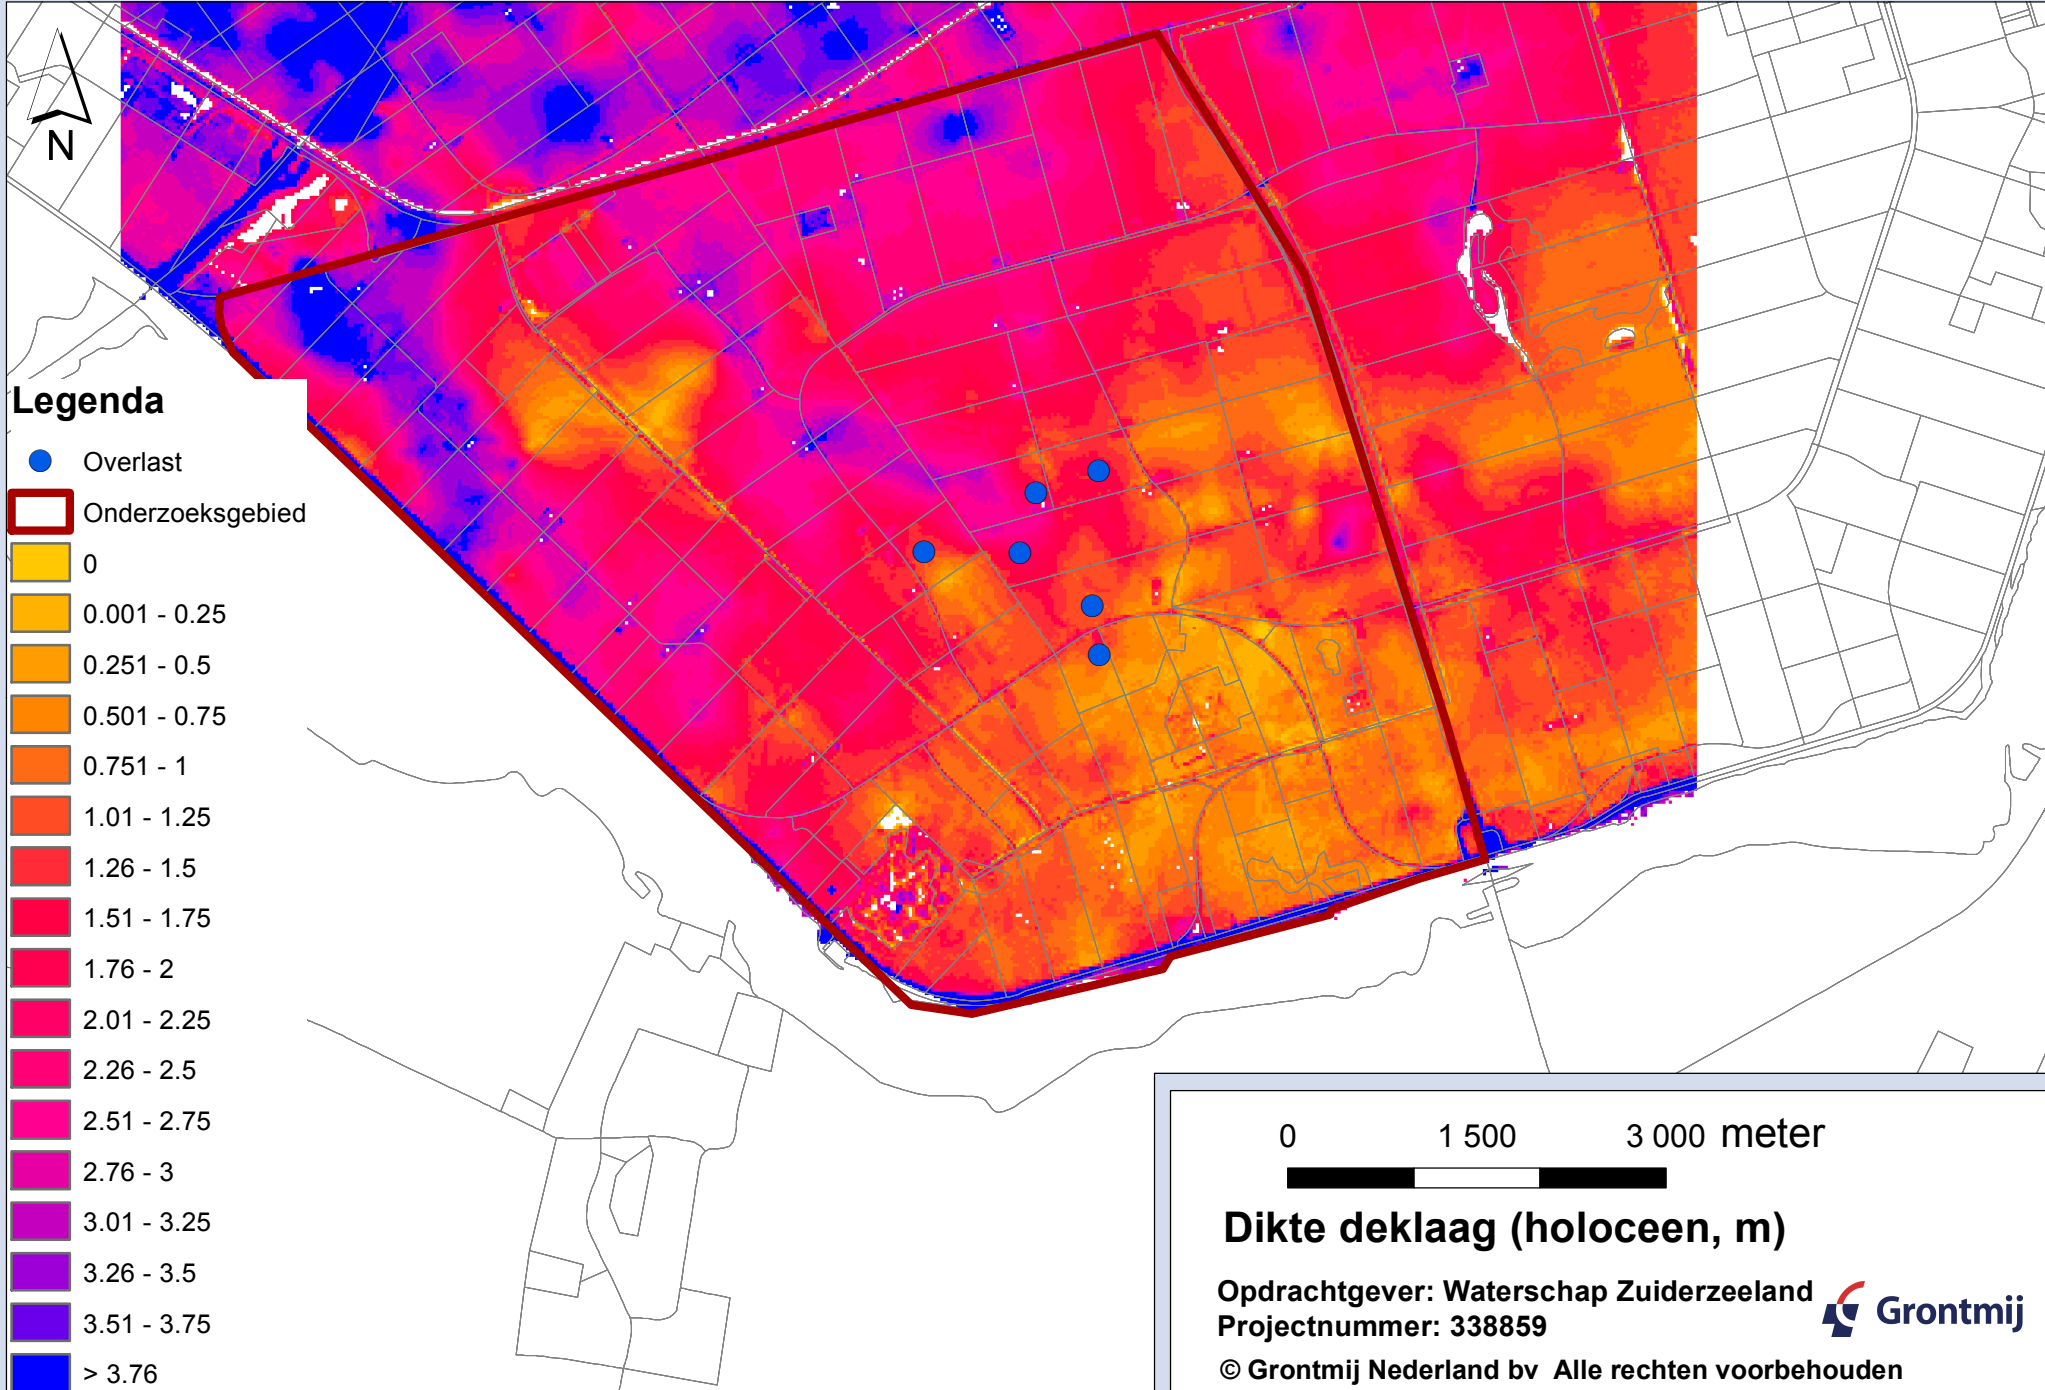 N
Legenda
Overlast
Onderzoeksgebied
0
0.001 - 0.25
0.251 - 0.5
0.501 - 0.75
0.751 - 1
1.01 - 1.25
1.26 - 1.5
1.51 - 1.75
1.76 - 2
2.01 - 2.25
2.26 - 2.5
2.51 - 2.75
2.76 - 3
3.01 - 3.25
3.26 - 3.5
3.51 - 3.75
> 3.76
0 1 500 3 000 meter
Dikte deklaag (holoceen, m)
Opdrachtgever: Waterschap Zuiderzeeland
Projectnummer: 338859
Grontmij
© Grontmij Nederland bv Alle rechten voorbehouden